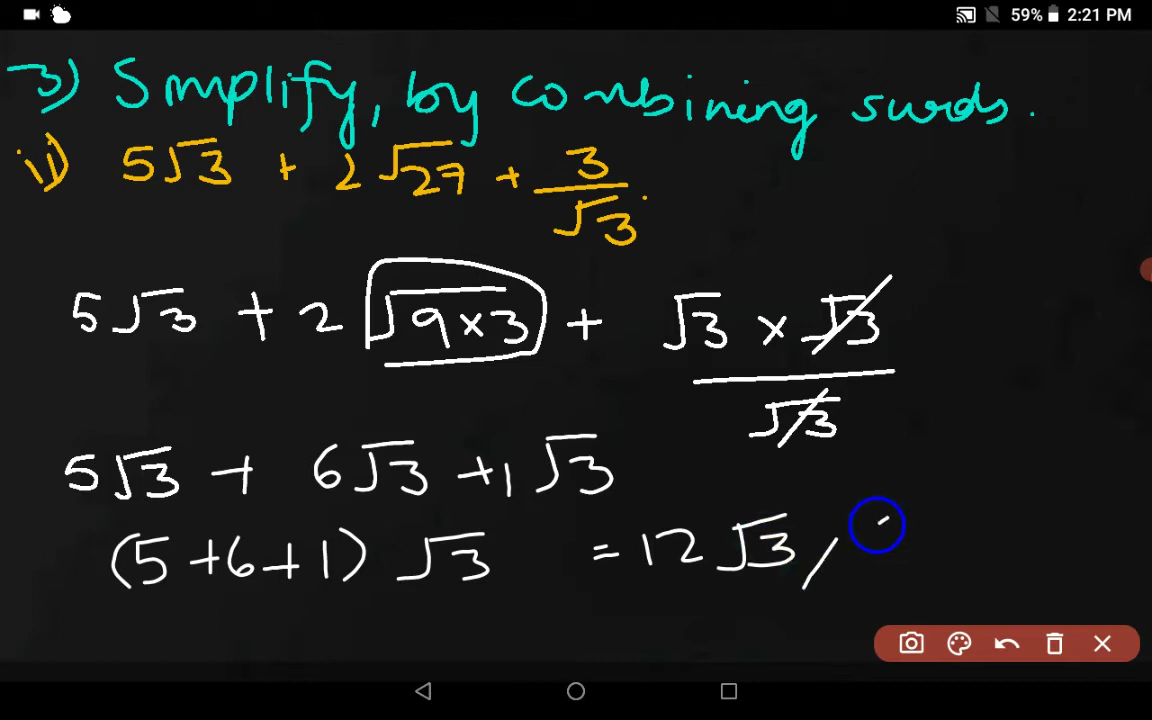 59% 2:21 PM
3) Simplify, by combining surds.
ii) 5√3 + 2√27 + 3/√3.
5√3 + 2√9×3 + √3 × √3/√3
5√3 + 6√3 + 1√3
(5+6+1)√3 = 12√3 /